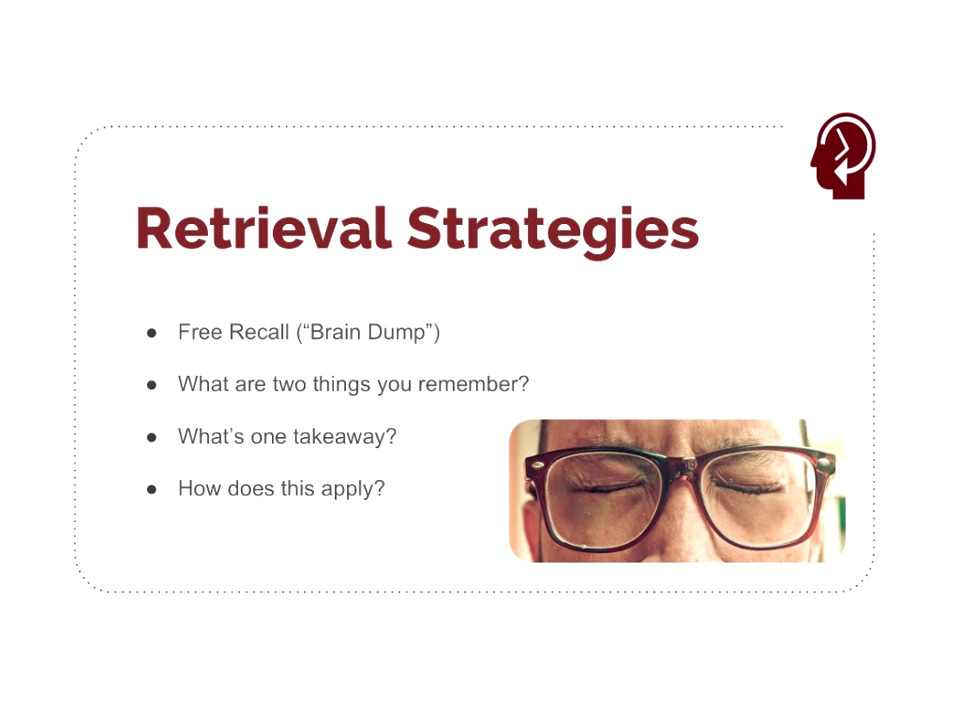 Retrieval Strategies
● Free Recall (“Brain Dump”)
● What are two things you remember?
● What’s one takeaway?
● How does this apply?